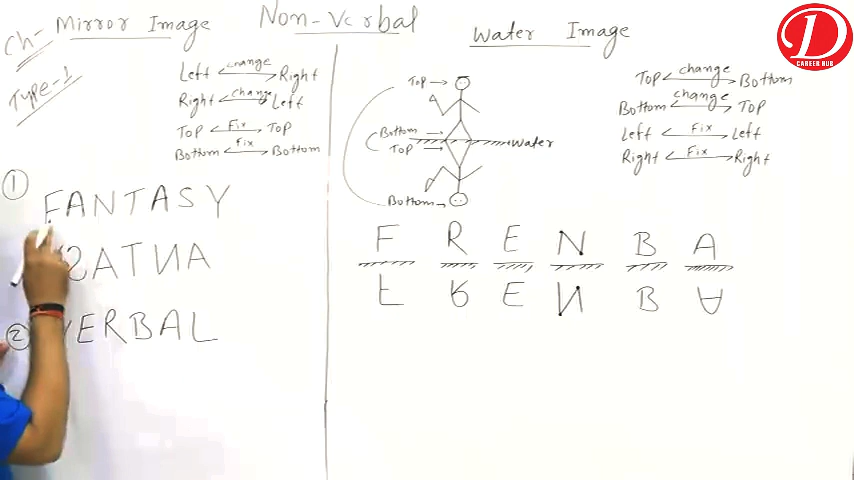 Non-Verbal
Ch- Mirror Image
Type-1
Left change Right
Right change Left
Top Fix Top
Bottom Fix Bottom
1
FANTASY
SATNA
2 VERBAL
Water Image
Top
Bottom
Top
water
Bottom
Top change Bottom
Bottom change Top
Left Fix Left
Right Fix Right
F R E N B A
F R E N B A
D
CAREER HUB